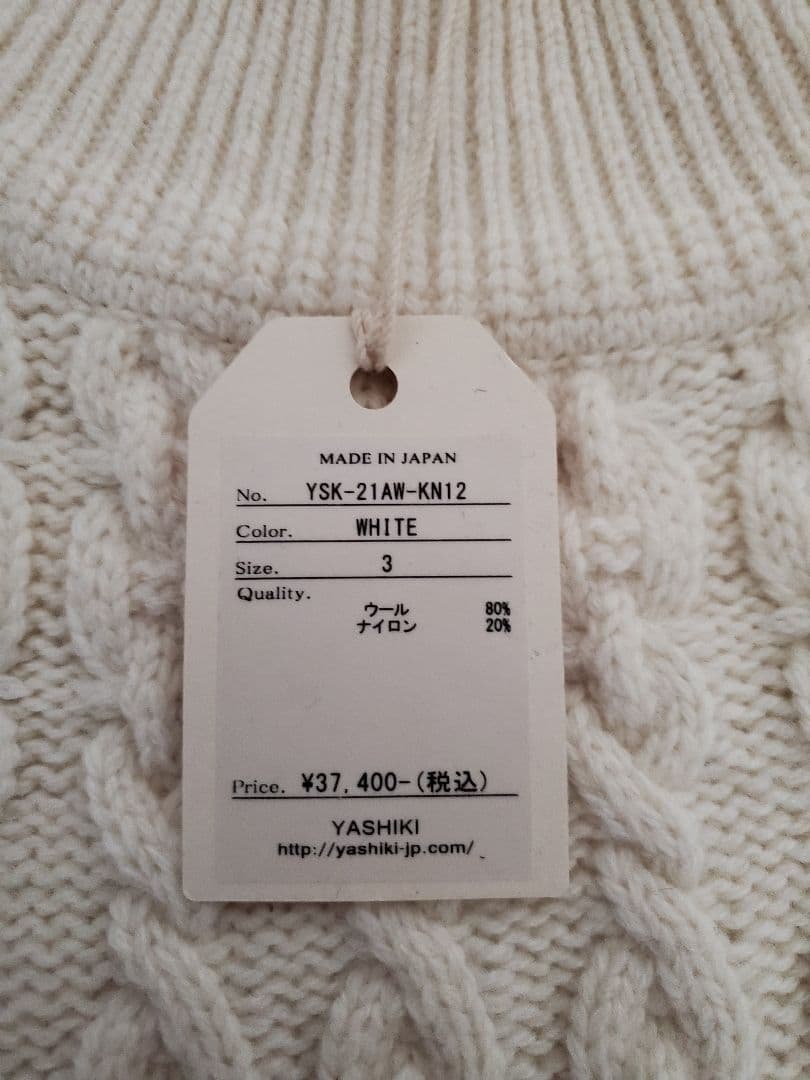 MADE IN JAPAN
No. YSK-21AW-KN12
Color. WHITE
Size. 3
Quality.
ウール 80%
ナイロン 20%
Price. ¥37,400-(税込)
YASHIKI
http://yashiki-jp.com/